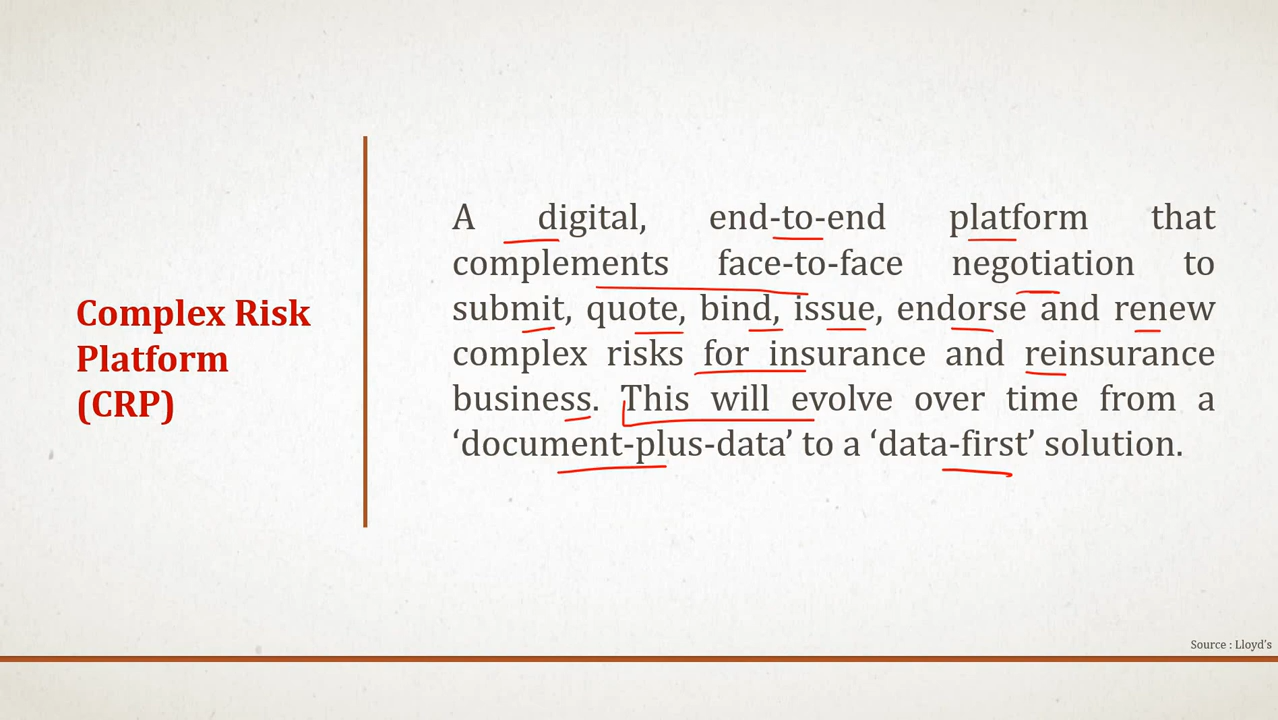 Complex Risk
Platform
(CRP)
A digital, end-to-end platform that
complements face-to-face negotiation to
submit, quote, bind, issue, endorse and renew
complex risks for insurance and reinsurance
business. This will evolve over time from a
‘document-plus-data’ to a ‘data-first’ solution.
Source : Lloyd’s